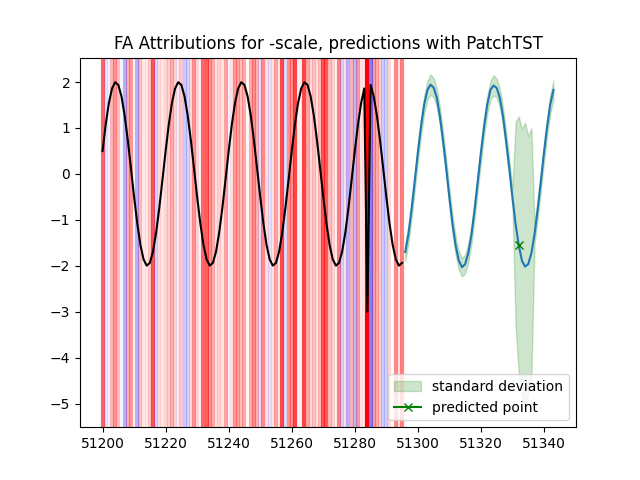 FA Attributions for -scale, predictions with PatchTST
2
1
0
−1
−2
−3
−4
−5
standard deviation
predicted point
51200 51220 51240 51260 51280 51300 51320 51340